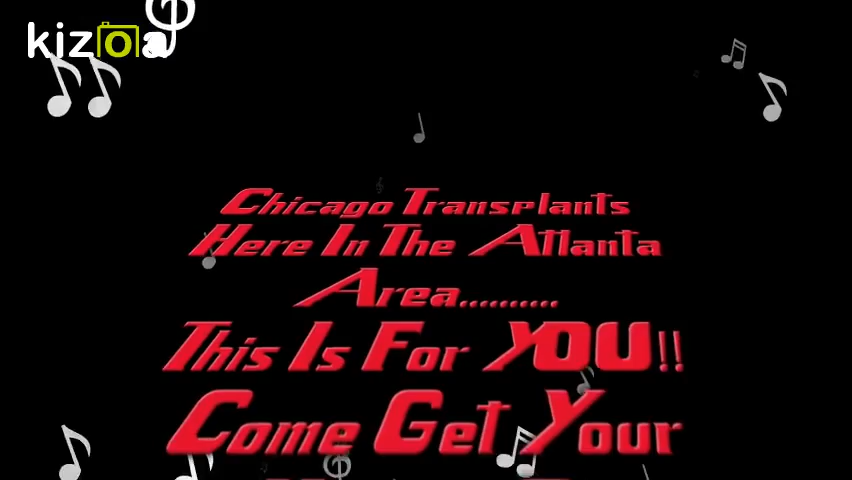 kizoa
Chicago Transplants
Here In The Atlanta
Area..........
This Is For YOU!!
Come Get Your